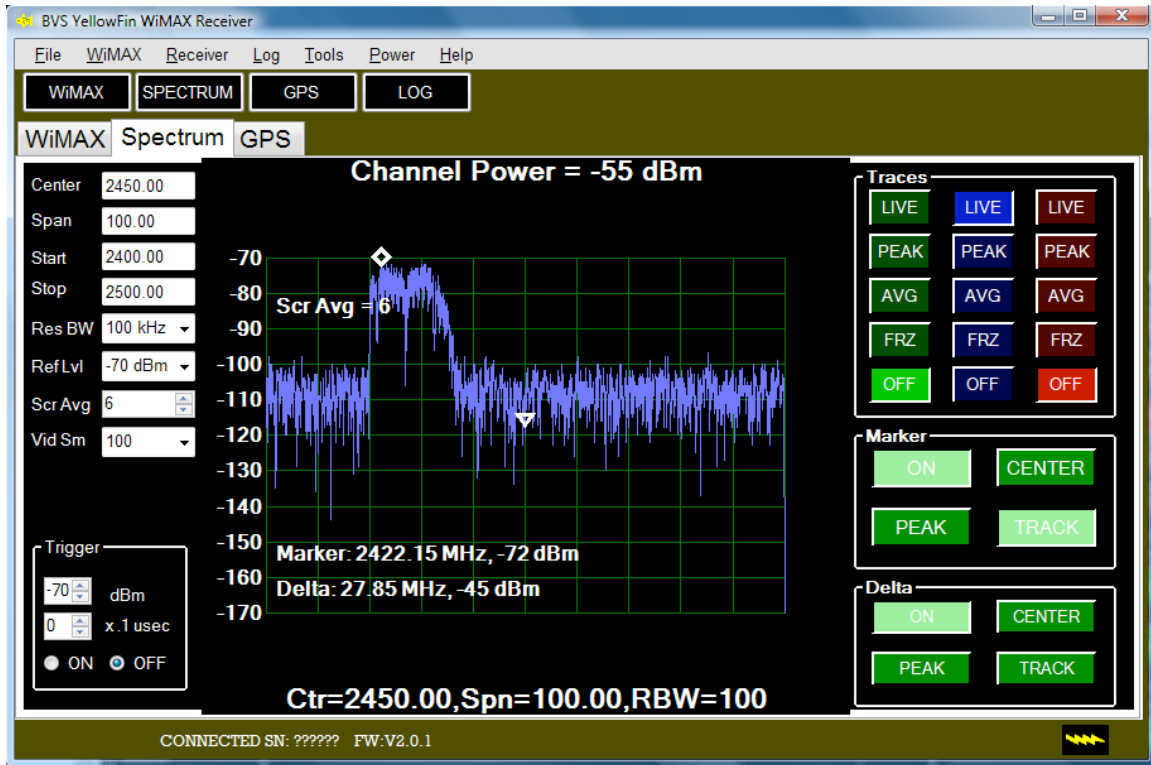 BVS YellowFin WiMAX Receiver
File WiMAX Receiver Log Tools Power Help
WiMAX SPECTRUM GPS LOG
WiMAX Spectrum GPS
Center 2450.00
Span 100.00
Start 2400.00
Stop 2500.00
Res BW 100 kHz
Ref Lvl -70 dBm
Scr Avg 6
Vid Sm 100
Trigger
-70 dBm
0 x .1 usec
ON OFF
Channel Power = -55 dBm
-70
-80
Scr Avg = 6
-90
-100
-110
-120
-130
-140
-150
Marker: 2422.15 MHz, -72 dBm
-160
Delta: 27.85 MHz, -45 dBm
-170
Ctr=2450.00,Spn=100.00,RBW=100
Traces
LIVE LIVE LIVE
PEAK PEAK PEAK
AVG AVG AVG
FRZ FRZ FRZ
OFF OFF OFF
Marker
ON CENTER
PEAK TRACK
Delta
ON CENTER
PEAK TRACK
CONNECTED SN: ?????? FW:V2.0.1